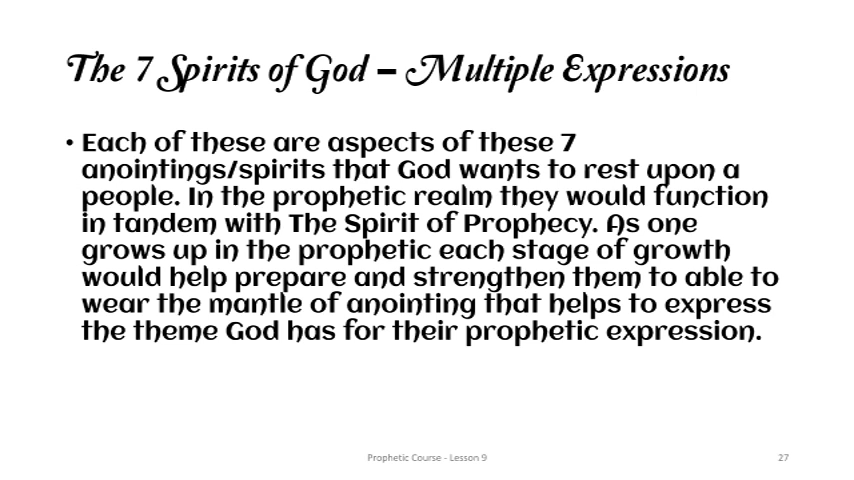 The 7 Spirits of God – Multiple Expressions
• Each of these are aspects of these 7
anointings/spirits that God wants to rest upon a
people. In the prophetic realm they would function
in tandem with The Spirit of Prophecy. As one
grows up in the prophetic each stage of growth
would help prepare and strengthen them to able to
wear the mantle of anointing that helps to express
the theme God has for their prophetic expression.
Prophetic Course - Lesson 9
27